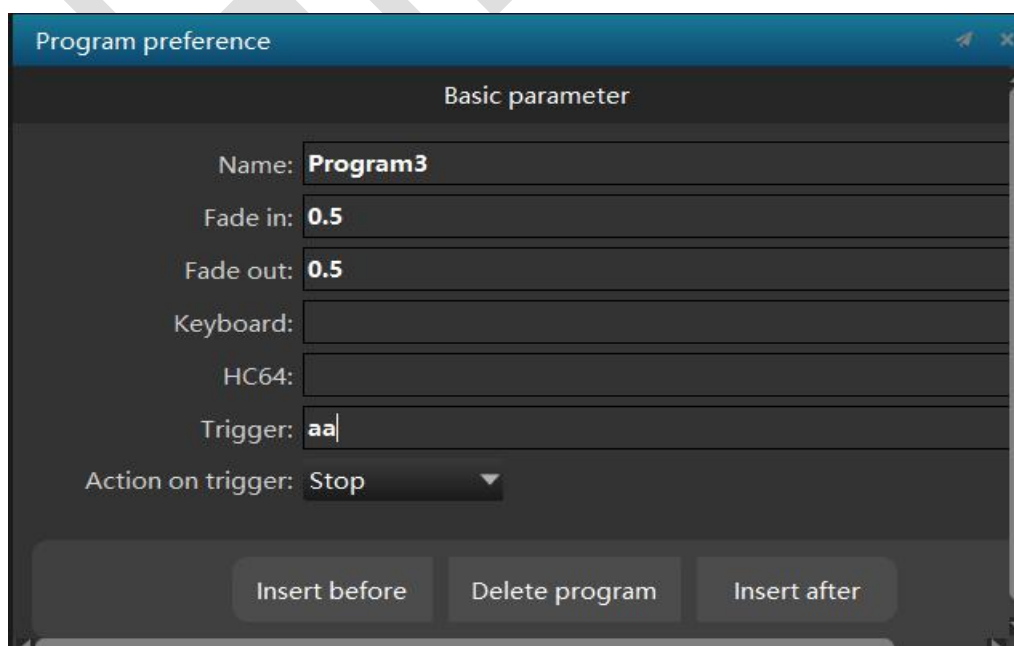 Program preference
Basic parameter
Name: Program3
Fade in: 0.5
Fade out: 0.5
Keyboard:
HC64:
Trigger: aa
Action on trigger: Stop
Insert before Delete program Insert after